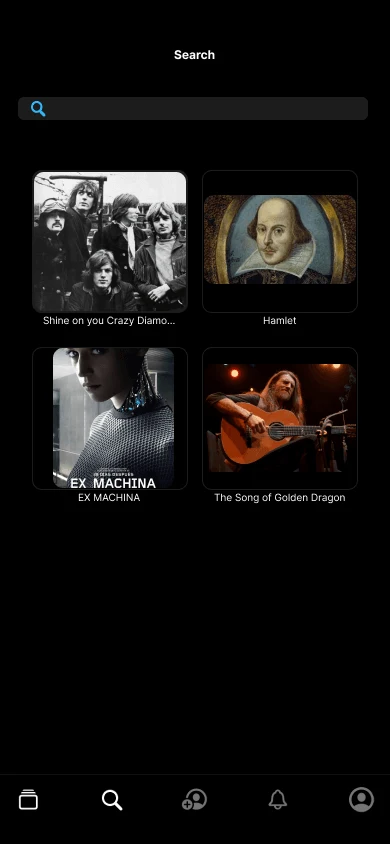 Search
Shine on you Crazy Diamo...
Hamlet
EX MACHINA
EX MACHINA
The Song of Golden Dragon